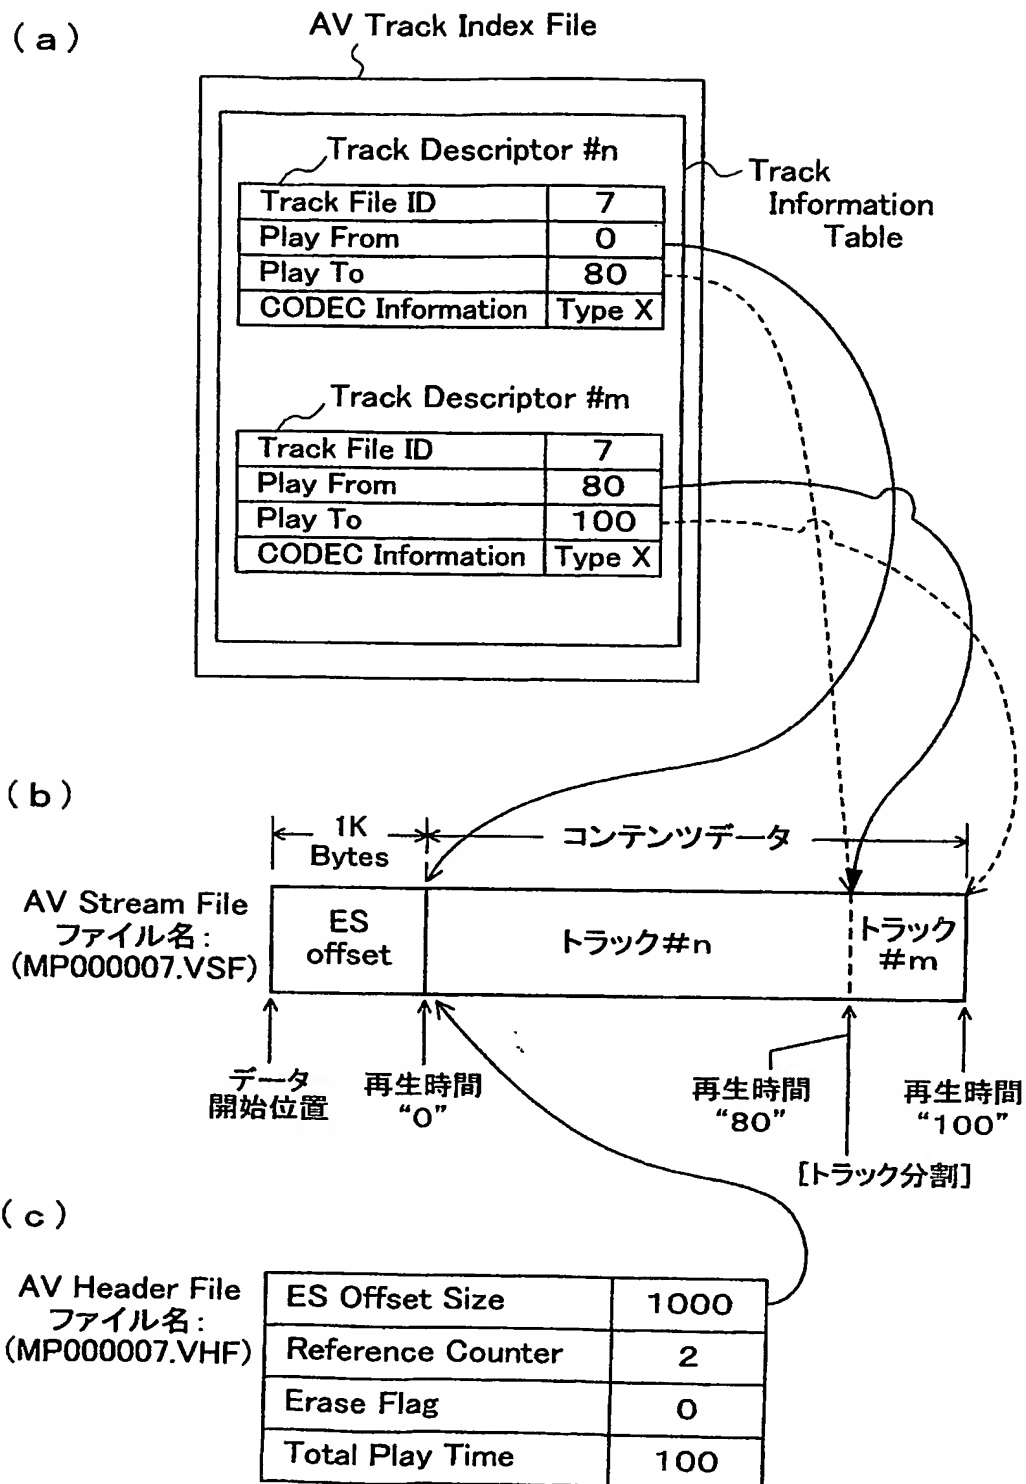 (a)
AV Track Index File
Track Descriptor #n
Track File ID 7
Play From 0
Play To 80
CODEC Information Type X
Track
Information
Table
Track Descriptor #m
Track File ID 7
Play From 80
Play To 100
CODEC Information Type X
(b)
1K
Bytes
コンテンツデータ
AV Stream File
ファイル名:
(MP000007.VSF)
ES
offset
トラック#n
トラック
#m
データ
開始位置
再生時間
“0”
再生時間
“80”
再生時間
“100”
[トラック分割]
(c)
AV Header File
ファイル名:
(MP000007.VHF)
ES Offset Size 1000
Reference Counter 2
Erase Flag 0
Total Play Time 100